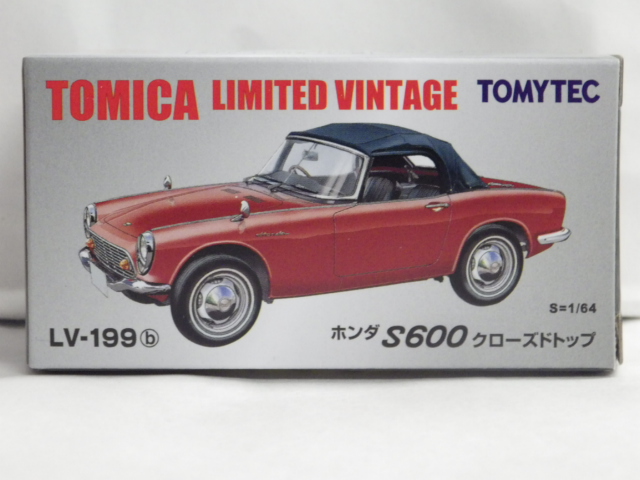 TOMICA LIMITED VINTAGE TOMYTEC
S=1/64
LV-199 ⓑ ホンダ S600 クローズドトップ